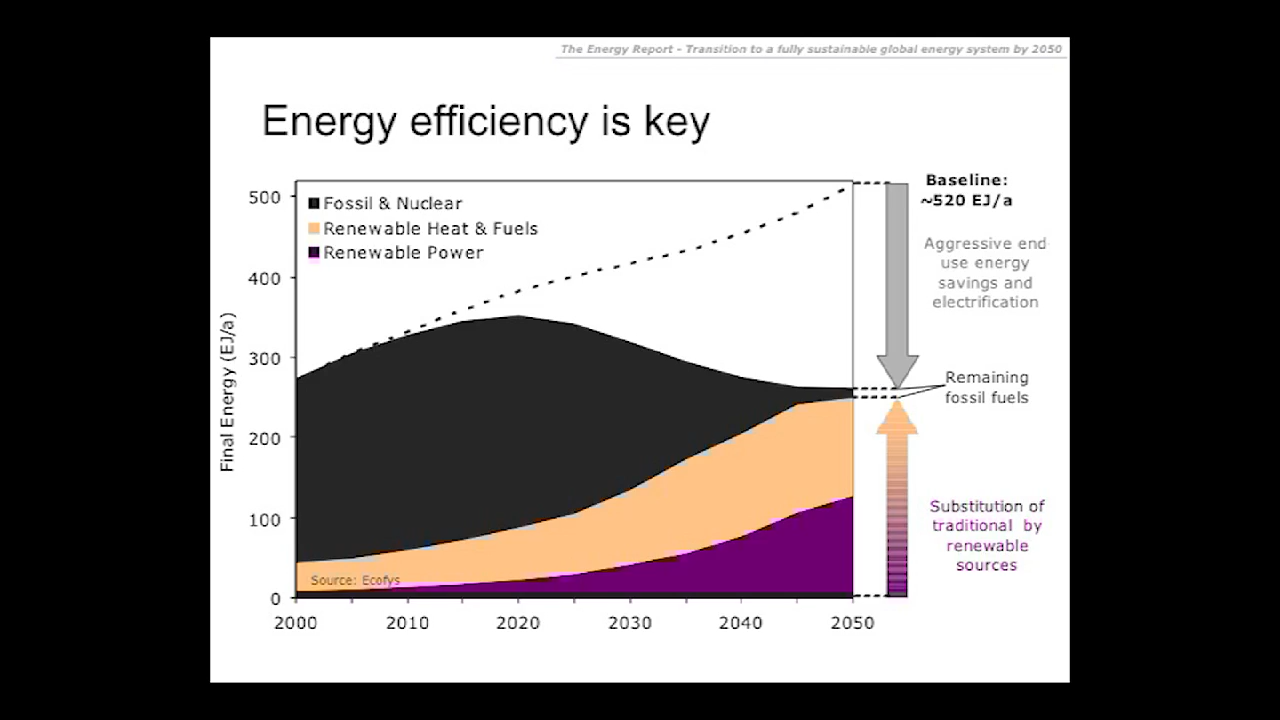 The Energy Report - Transition to a fully sustainable global energy system by 2050
Energy efficiency is key
500
400
300
200
100
0
Final Energy (EJ/a)
Fossil & Nuclear
Renewable Heat & Fuels
Renewable Power
Source: Ecofys
2000 2010 2020 2030 2040 2050
Baseline:
~520 EJ/a
Aggressive end-
use energy
savings and
electrification
Remaining
fossil fuels
Substitution of
traditional by
renewable
sources